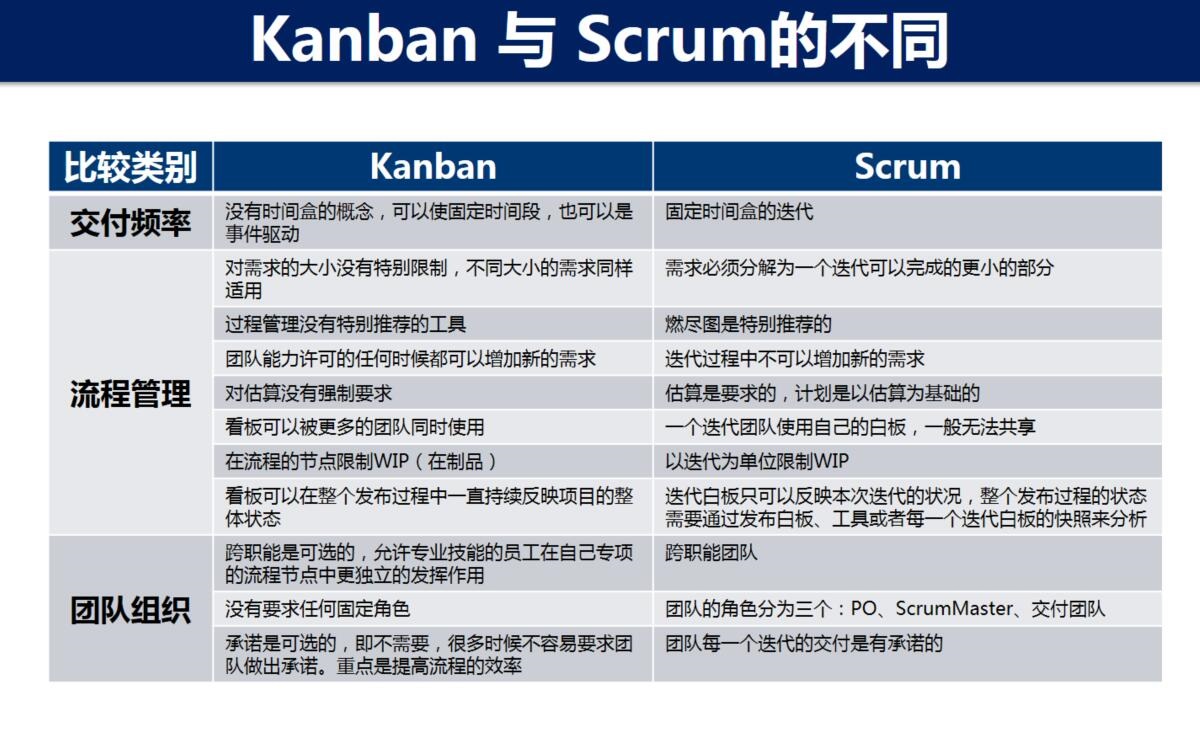 Kanban 与 Scrum的不同
比较类别
Kanban
Scrum
交付频率
没有时间盒的概念，可以使固定时间段，也可以是
事件驱动
固定时间盒的迭代
流程管理
对需求的大小没有特别限制，不同大小的需求同样
适用
需求必须分解为一个迭代可以完成的更小的部分
过程管理没有特别推荐的工具
燃尽图是特别推荐的
团队能力许可的任何时候都可以增加新的需求
迭代过程中不可以增加新的需求
对估算没有强制要求
估算是要求的，计划是以估算为基础的
看板可以被更多的团队同时使用
一个迭代团队使用自己的白板，一般无法共享
在流程的节点限制WIP（在制品）
以迭代为单位限制WIP
看板可以在整个发布过程中一直持续反映项目的整
体状态
迭代白板只可以反映本次迭代的状况，整个发布过程的状态
需要通过发布白板、工具或者每一个迭代白板的快照来分析
团队组织
跨职能是可选的，允许专业技能的员工在自己专项
的流程节点中更独立的发挥作用
跨职能团队
没有要求任何固定角色
团队的角色分为三个：PO、ScrumMaster、交付团队
承诺是可选的，即不需要，很多时候不容易要求团
队做出承诺。重点是提高流程的效率
团队每一个迭代的交付是有承诺的